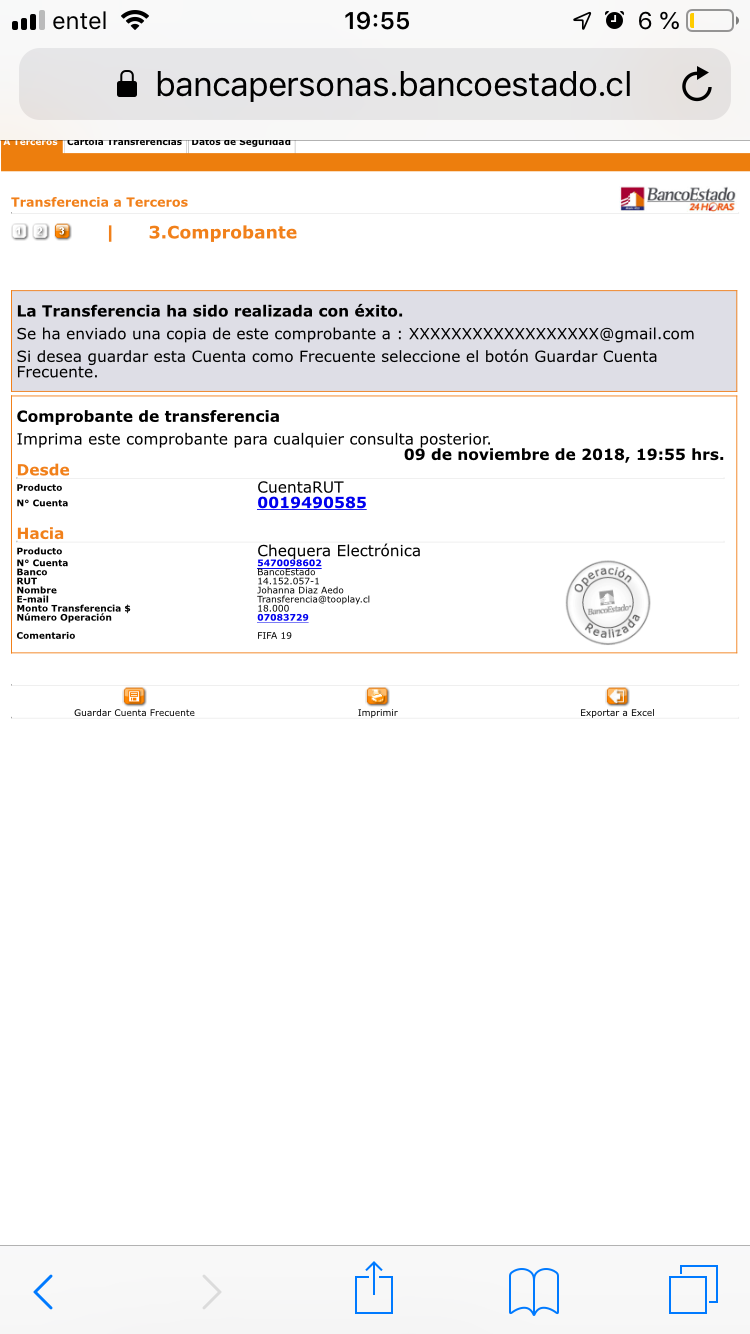 entel 19:55 6 %
bancapersonas.bancoestado.cl
A Terceros Cartola Transferencias Datos de Seguridad
Transferencia a Terceros
BancoEstado
24 HORAS
1 2 3 | 3.Comprobante
La Transferencia ha sido realizada con éxito.
Se ha enviado una copia de este comprobante a : XXXXXXXXXXXXXXXXXX@gmail.com
Si desea guardar esta Cuenta como Frecuente seleccione el botón Guardar Cuenta
Frecuente.
Comprobante de transferencia
Imprima este comprobante para cualquier consulta posterior.
09 de noviembre de 2018, 19:55 hrs.
Desde
Producto CuentaRUT
N° Cuenta 0019490585
Hacia
Producto Chequera Electrónica
N° Cuenta 5470098602
Banco BancoEstado
RUT 14.152.057-1
Nombre Johanna Diaz Aedo
E-mail Transferencia@tooplay.cl
Monto Transferencia $ 18.000
Número Operación 07083729
Comentario FIFA 19
Operación
BancoEstado
Realizada
Guardar Cuenta Frecuente Imprimir Exportar a Excel